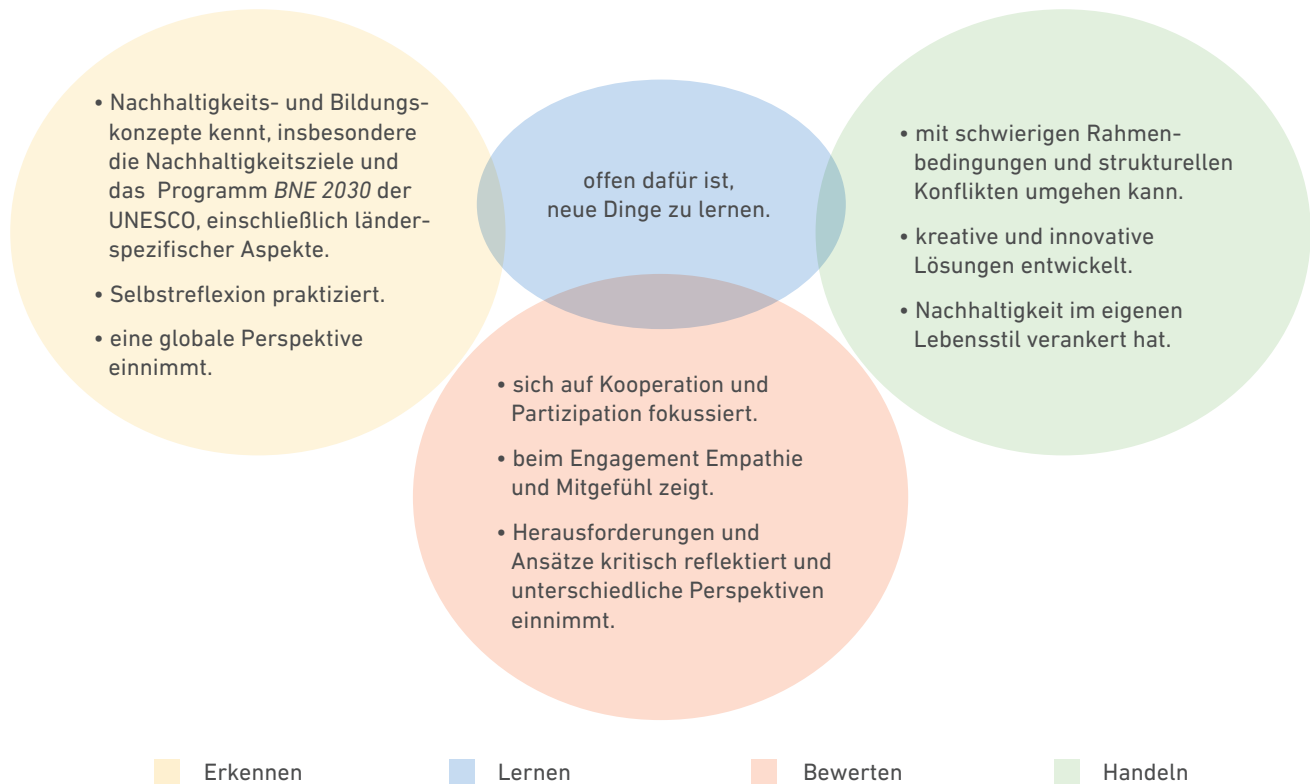 • Nachhaltigkeits- und Bildungs-
konzepte kennt, insbesondere
die Nachhaltigkeitsziele und
das Programm BNE 2030 der
UNESCO, einschließlich länder-
spezifischer Aspekte.
• Selbstreflexion praktiziert.
• eine globale Perspektive
einnimmt.
offen dafür ist,
neue Dinge zu lernen.
• mit schwierigen Rahmen-
bedingungen und strukturellen
Konflikten umgehen kann.
• kreative und innovative
Lösungen entwickelt.
• Nachhaltigkeit im eigenen
Lebensstil verankert hat.
• sich auf Kooperation und
Partizipation fokussiert.
• beim Engagement Empathie
und Mitgefühl zeigt.
• Herausforderungen und
Ansätze kritisch reflektiert und
unterschiedliche Perspektiven
einnimmt.
Erkennen
Lernen
Bewerten
Handeln